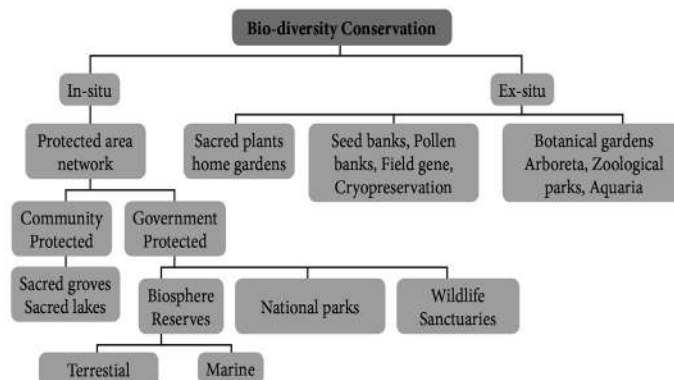 Bio-diversity Conservation
In-situ
Ex-situ
Protected area
network
Sacred plants
home gardens
Seed banks, Pollen
banks, Field gene,
Cryopreservation
Botanical gardens
Arboreta, Zoological
parks, Aquaria
Community
Protected
Government
Protected
Sacred groves
Sacred lakes
Biosphere
Reserves
National parks
Wildlife
Sanctuaries
Terrestial
Marine